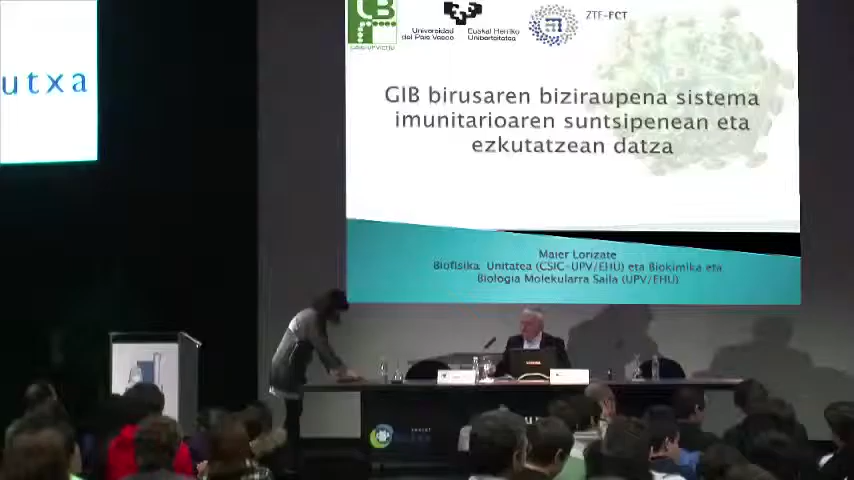 utxa
Universidad
del País Vasco
Euskal Herriko
Unibertsitatea
ZTF-FCT
GIB birusaren biziraupena sistema
imunitarioaren suntsipenean eta
ezkutatzean datza
Maier Lorizate
Biofisika Unitatea (CSIC-UPV/EHU) eta Biokimika eta
Biologia Molekularra Saila (UPV/EHU)